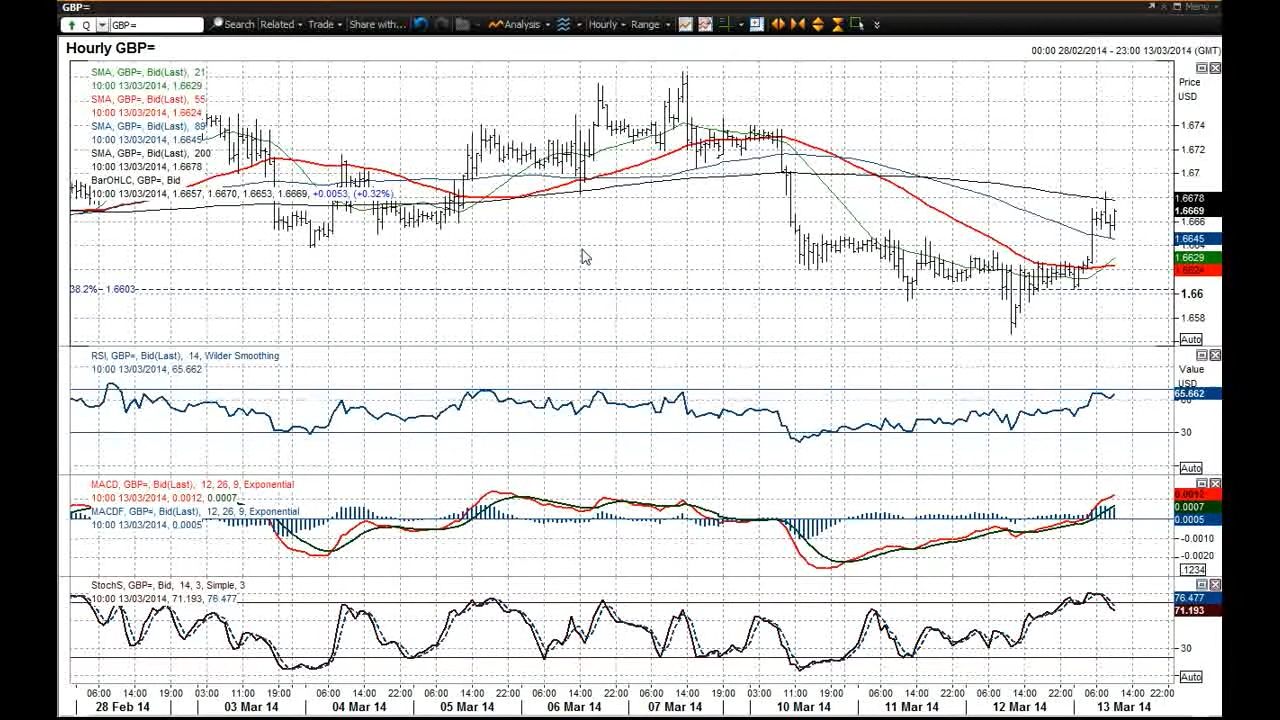 GBP=
Menu
Q GBP= Search Related Trade Share with... Analysis Hourly Range
Hourly GBP=
00:00 28/02/2014 - 23:00 13/03/2014 (GMT)
SMA, GBP=, Bid(Last), 21
10:00 13/03/2014, 1.6629
SMA, GBP=, Bid(Last), 55
10:00 13/03/2014, 1.6624
SMA, GBP=, Bid(Last), 89
10:00 13/03/2014, 1.6645
SMA, GBP=, Bid(Last), 200
10:00 13/03/2014, 1.6678
BarOHLC, GBP=, Bid
10:00 13/03/2014, 1.6657, 1.6670, 1.6653, 1.6669, +0.0053, (+0.32%)
38.2% 1.6603
Price
USD
1.674
1.672
1.67
1.6678
1.6669
1.666
1.6645
1.664
1.6629
1.6624
1.66
1.658
Auto
RSI, GBP=, Bid(Last), 14, Wilder Smoothing
10:00 13/03/2014, 65.662
Value
USD
65.662
60
30
Auto
MACD, GBP=, Bid(Last), 12, 26, 9, Exponential
10:00 13/03/2014, 0.0012, 0.0007
MACDF, GBP=, Bid(Last), 12, 26, 9, Exponential
10:00 13/03/2014, 0.0005
0.0012
0.0007
0.0005
-0.0010
-0.0020
1234
StochS, GBP=, Bid, 14, 3, Simple, 3
10:00 13/03/2014, 71.193, 76.477
76.477
71.193
30
Auto
06:00 14:00 19:00 03:00 11:00 19:00 06:00 14:00 22:00 06:00 14:00 22:00 06:00 14:00 22:00 06:00 14:00 19:00 03:00 11:00 19:00 06:00 14:00 22:00 06:00 14:00 22:00 06:00 14:00 22:00
28 Feb 14 03 Mar 14 04 Mar 14 05 Mar 14 06 Mar 14 07 Mar 14 10 Mar 14 11 Mar 14 12 Mar 14 13 Mar 14